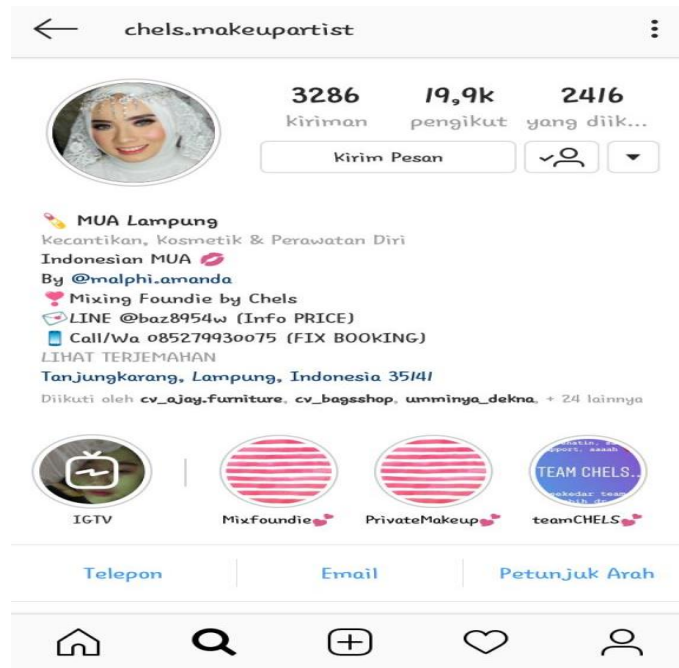 chels.makeupartist
3286 19,9k 2416
kiriman pengikut yang diik...
Kirim Pesan
MUA Lampung
Kecantikan, Kosmetik & Perawatan Diri
Indonesian MUA 💋
By @malphi.amanda
Mixing Foundie by Chels
LINE @baz8954w (Info PRICE)
Call/Wa 085279930075 (FIX BOOKING)
LIHAT TERJEMAHAN
Tanjungkarang, Lampung, Indonesia 35141
Diikuti oleh cv_ajay.furniture, cv_bagsshop, umminya_dekna, + 24 lainnya
TEAM CHELS..
IGTV Mixfoundie💕 PrivateMakeup💕 teamCHELS💕
Telepon Email Petunjuk Arah